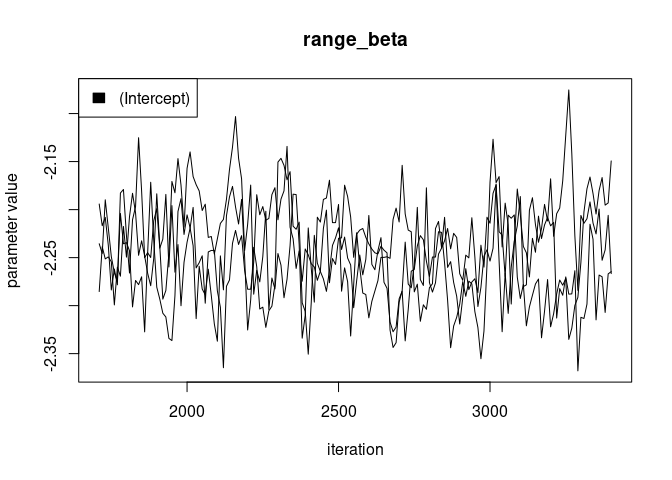 range_beta
(Intercept)
parameter value
-2.15
-2.25
-2.35
2000
2500
3000
iteration